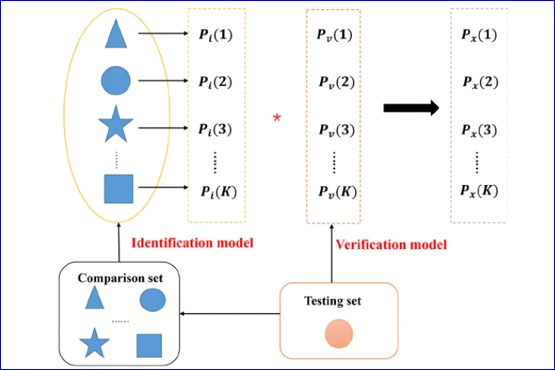 P_i(1) P_v(1) P_x(1)
P_i(2) P_v(2) P_x(2)
P_i(3) * P_v(3) P_x(3)
...... ...... ...... ......
P_i(K) P_v(K) P_x(K)
Identification model Verification model
Comparison set
Testing set
......